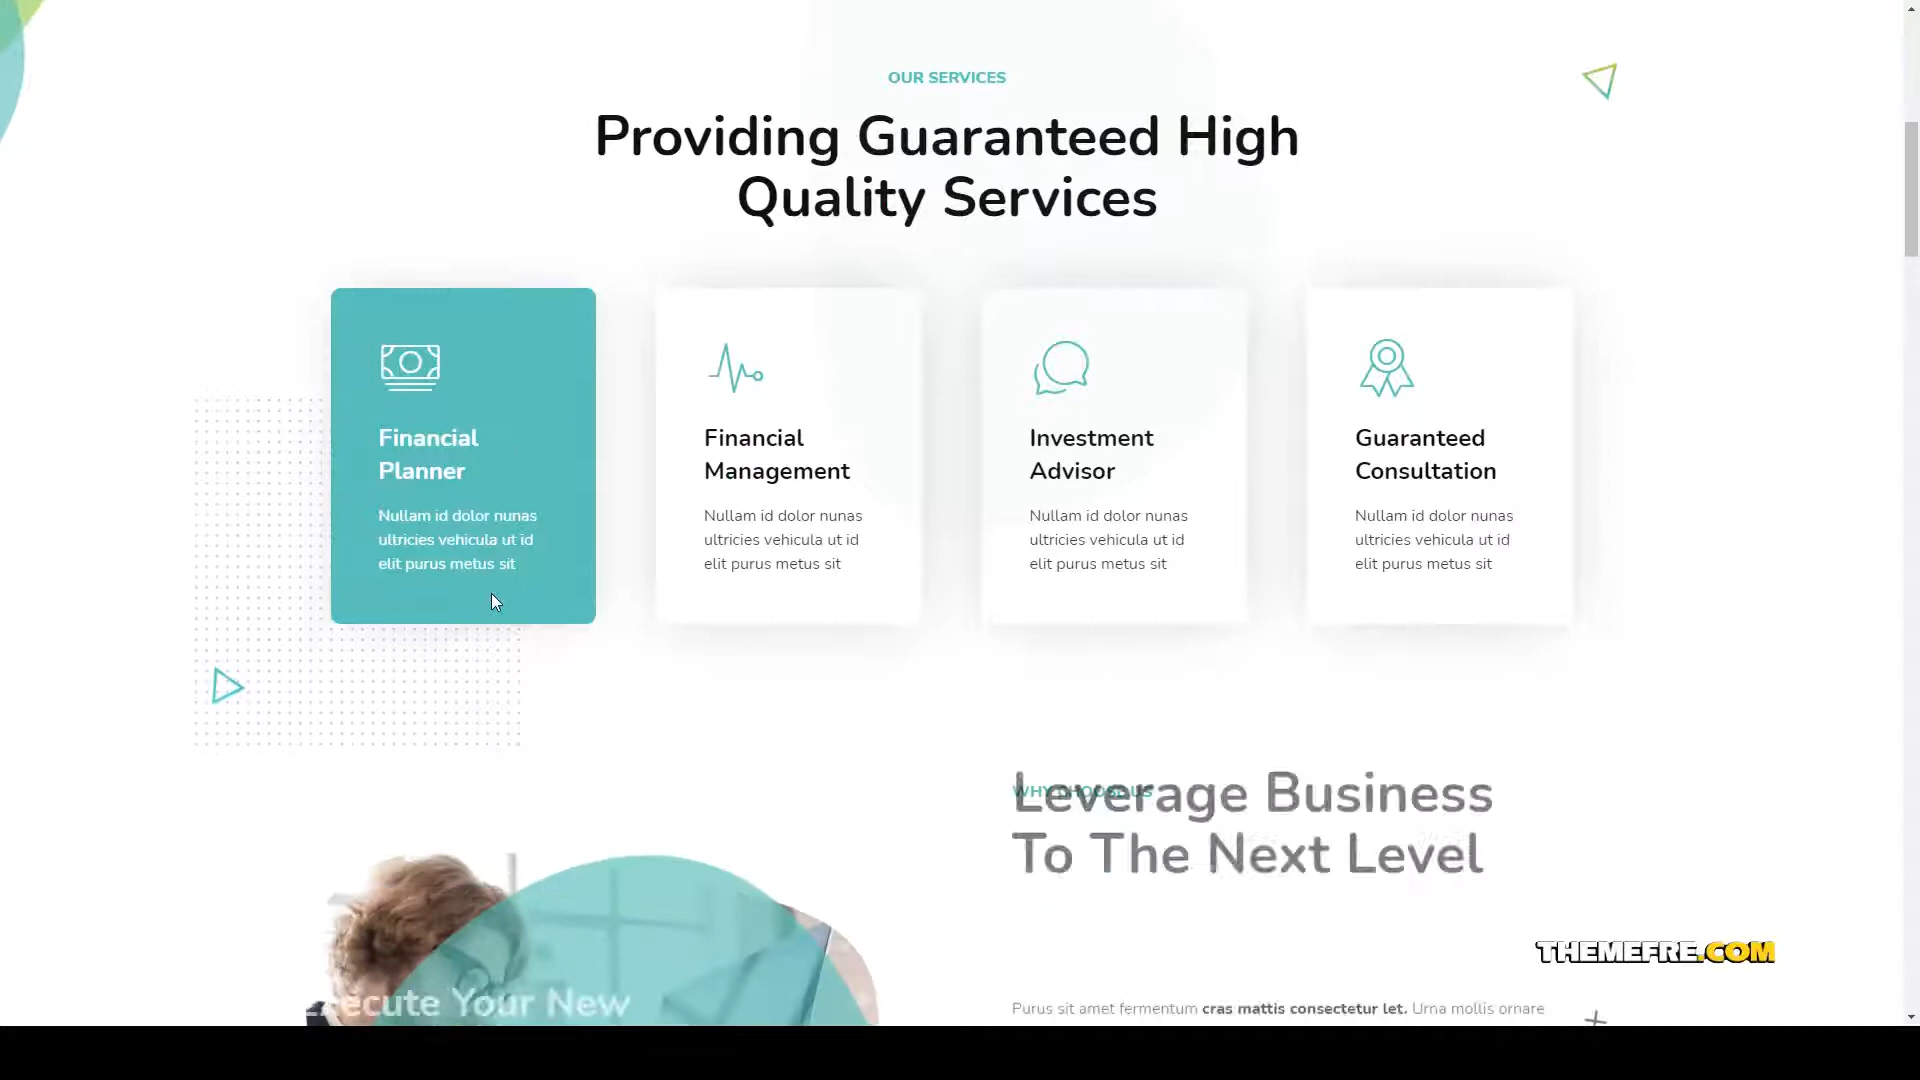 OUR SERVICES
Providing Guaranteed High
Quality Services
Financial
Planner
Nullam id dolor nunas
ultricies vehicula ut id
elit purus metus sit
Financial
Management
Nullam id dolor nunas
ultricies vehicula ut id
elit purus metus sit
Investment
Advisor
Nullam id dolor nunas
ultricies vehicula ut id
elit purus metus sit
Guaranteed
Consultation
Nullam id dolor nunas
ultricies vehicula ut id
elit purus metus sit
WHY CHOOSE US
Leverage Business
To The Next Level
THEMEFRE.COM
Execute Your New
Purus sit amet fermentum cras mattis consectetur let. Urna mollis ornare